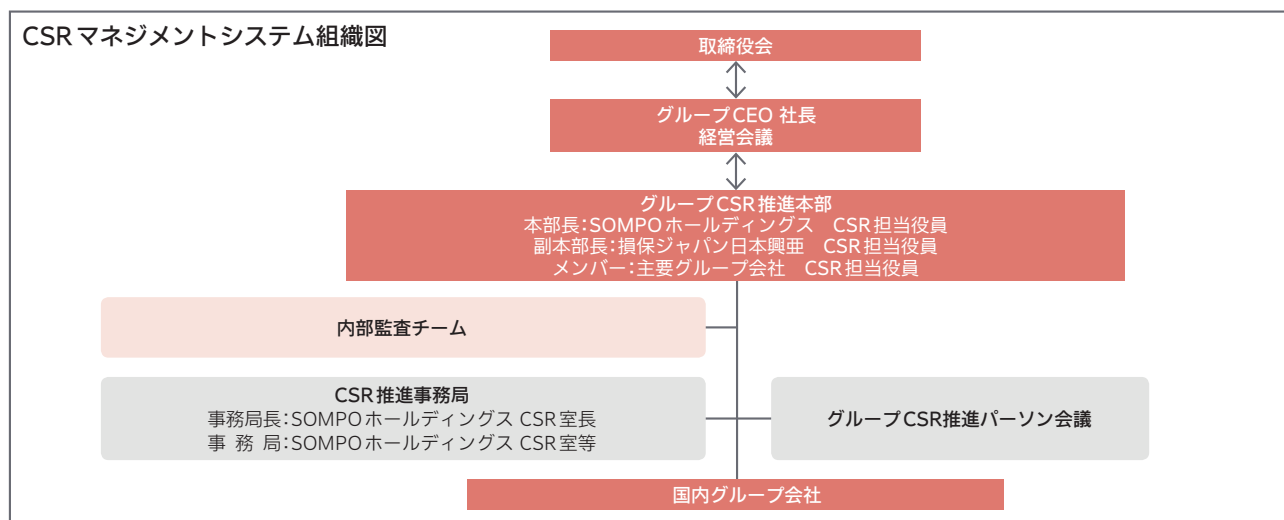 CSRマネジメントシステム組織図
取締役会
グループCEO 社長
経営会議
グループCSR推進本部
本部長：SOMPOホールディングス　CSR担当役員
副本部長：損保ジャパン日本興亜　CSR担当役員
メンバー：主要グループ会社　CSR担当役員
内部監査チーム
CSR推進事務局
事務局長：SOMPOホールディングス CSR室長
事 務 局：SOMPOホールディングス CSR室等
グループCSR推進パーソン会議
国内グループ会社